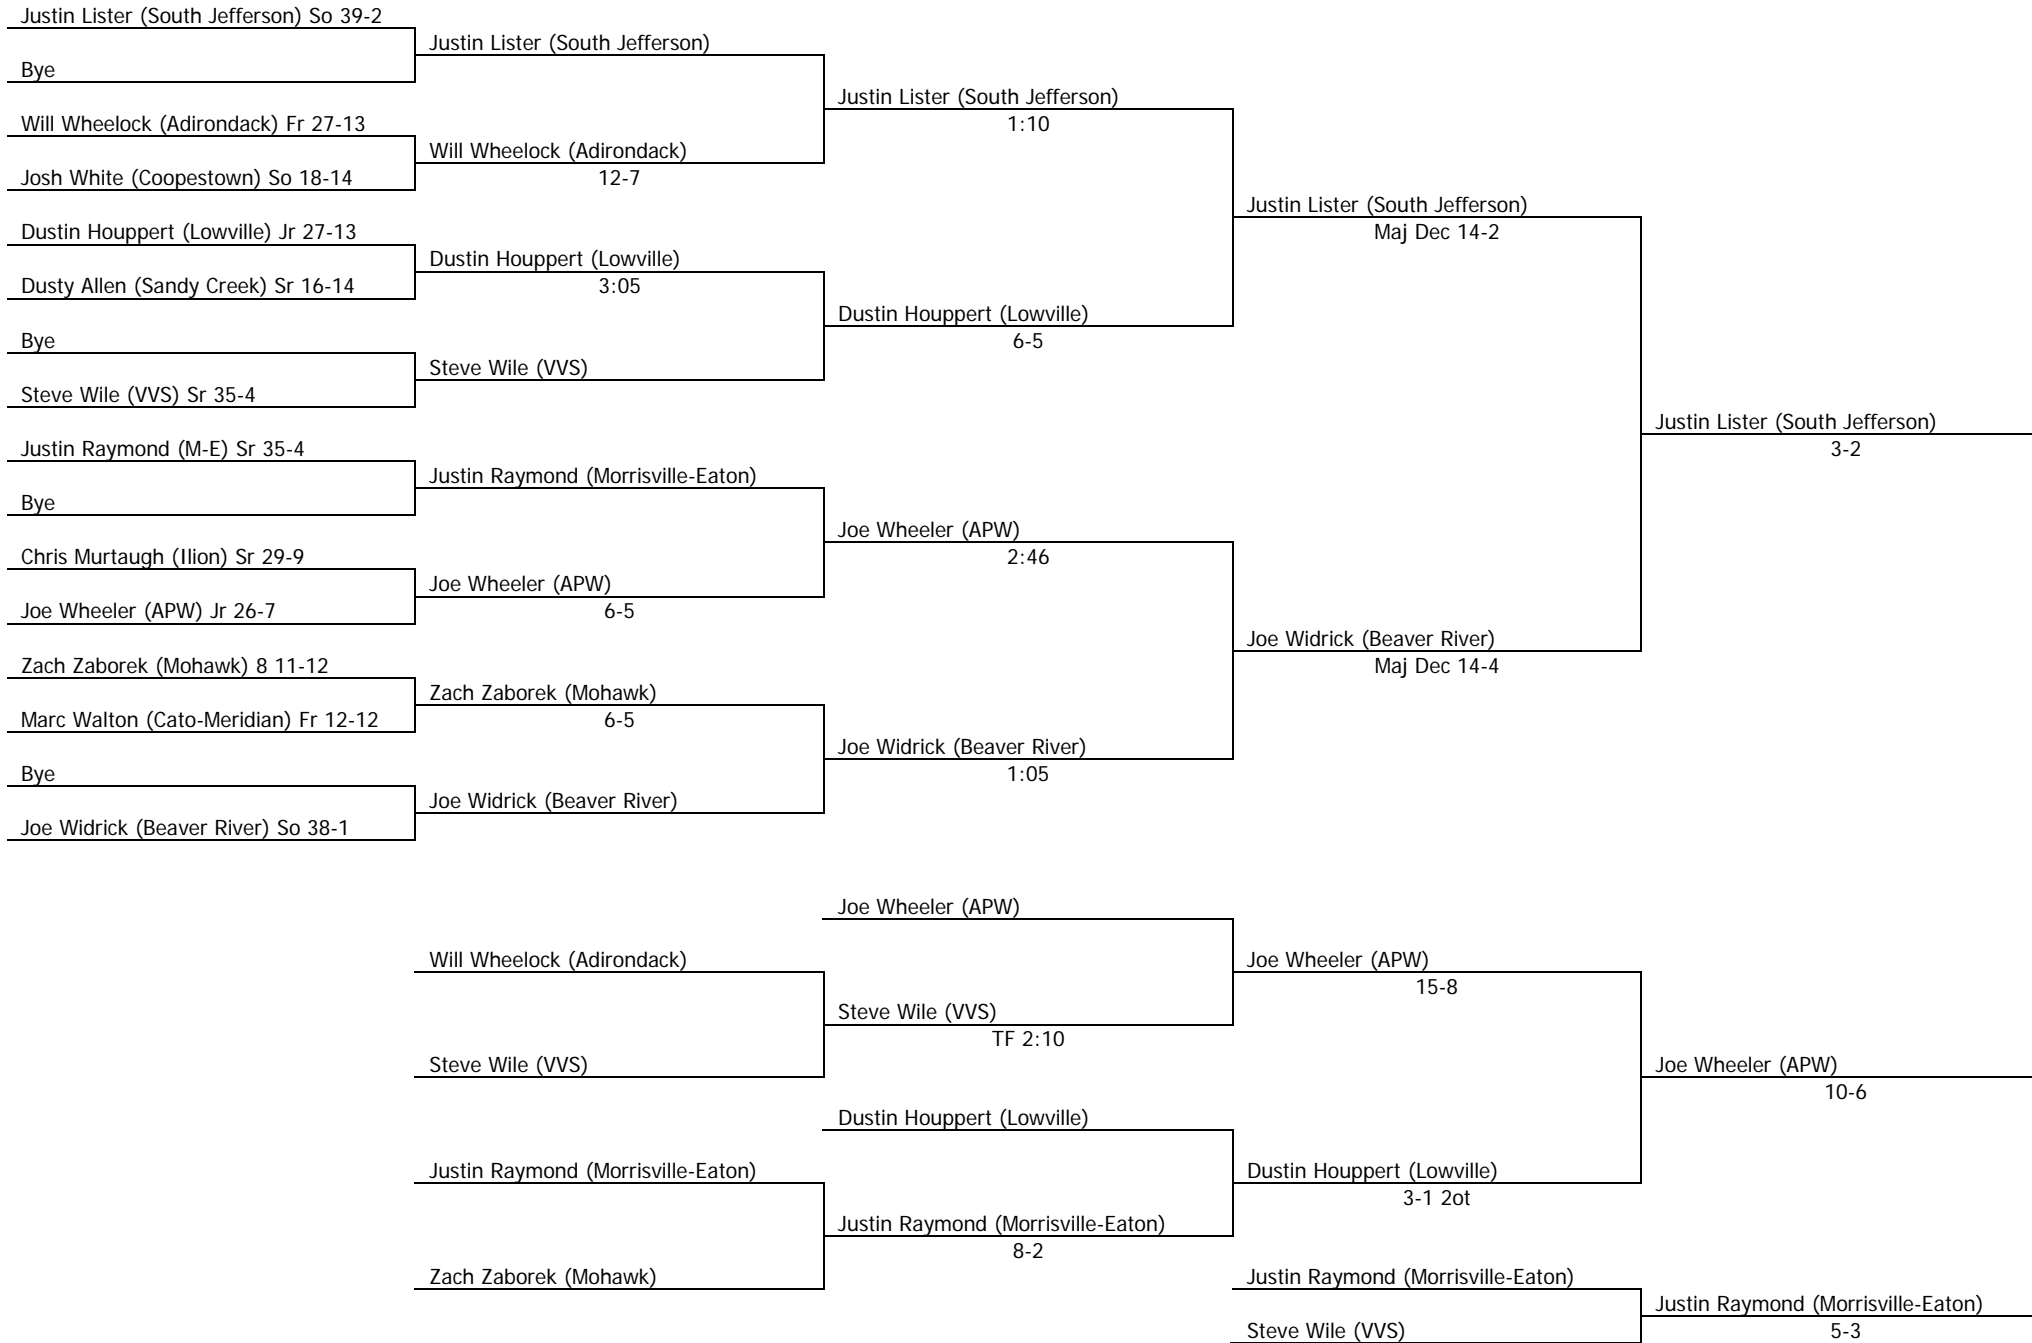 Justin Lister (South Jefferson) So 39-2
Justin Lister (South Jefferson)
Bye
Justin Lister (South Jefferson)
1:10
Will Wheelock (Adirondack) Fr 27-13
Will Wheelock (Adirondack)
12-7
Josh White (Coopestown) So 18-14
Justin Lister (South Jefferson)
Maj Dec 14-2
Dustin Houppert (Lowville) Jr 27-13
Dustin Houppert (Lowville)
3:05
Dusty Allen (Sandy Creek) Sr 16-14
Dustin Houppert (Lowville)
6-5
Bye
Steve Wile (VVS)
Steve Wile (VVS) Sr 35-4
Justin Lister (South Jefferson)
3-2
Justin Raymond (M-E) Sr 35-4
Justin Raymond (Morrisville-Eaton)
Bye
Joe Wheeler (APW)
2:46
Chris Murtaugh (Ilion) Sr 29-9
Joe Wheeler (APW)
6-5
Joe Wheeler (APW) Jr 26-7
Joe Widrick (Beaver River)
Maj Dec 14-4
Zach Zaborek (Mohawk) 8 11-12
Zach Zaborek (Mohawk)
6-5
Marc Walton (Cato-Meridian) Fr 12-12
Joe Widrick (Beaver River)
1:05
Bye
Joe Widrick (Beaver River)
Joe Widrick (Beaver River) So 38-1
Joe Wheeler (APW)
Will Wheelock (Adirondack)
Joe Wheeler (APW)
15-8
Steve Wile (VVS)
TF 2:10
Steve Wile (VVS)
Joe Wheeler (APW)
10-6
Dustin Houppert (Lowville)
Justin Raymond (Morrisville-Eaton)
Dustin Houppert (Lowville)
3-1 2ot
Justin Raymond (Morrisville-Eaton)
8-2
Zach Zaborek (Mohawk)
Justin Raymond (Morrisville-Eaton)
Justin Raymond (Morrisville-Eaton)
5-3
Steve Wile (VVS)